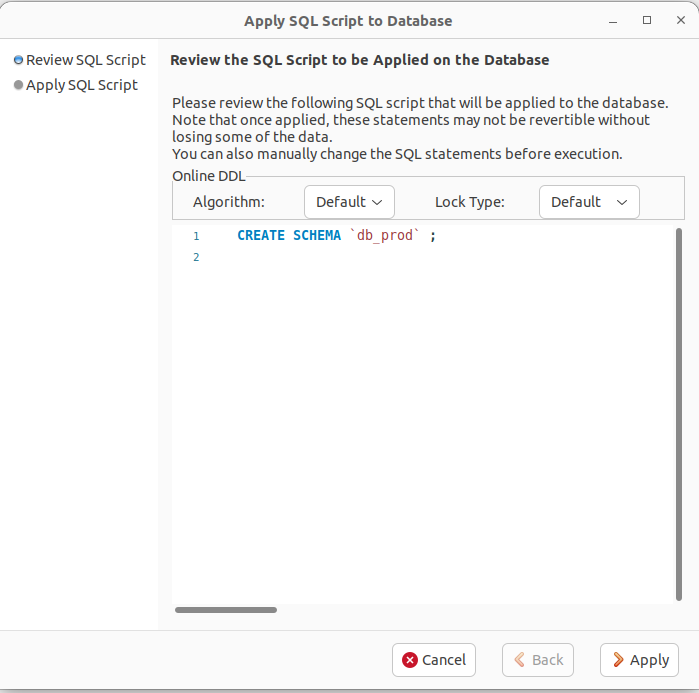 Apply SQL Script to Database
Review SQL Script
Apply SQL Script
Review the SQL Script to be Applied on the Database
Please review the following SQL script that will be applied to the database.
Note that once applied, these statements may not be revertible without
losing some of the data.
You can also manually change the SQL statements before execution.
Online DDL
Algorithm: Default Lock Type: Default
1 CREATE SCHEMA `db_prod` ;
2
Cancel Back Apply